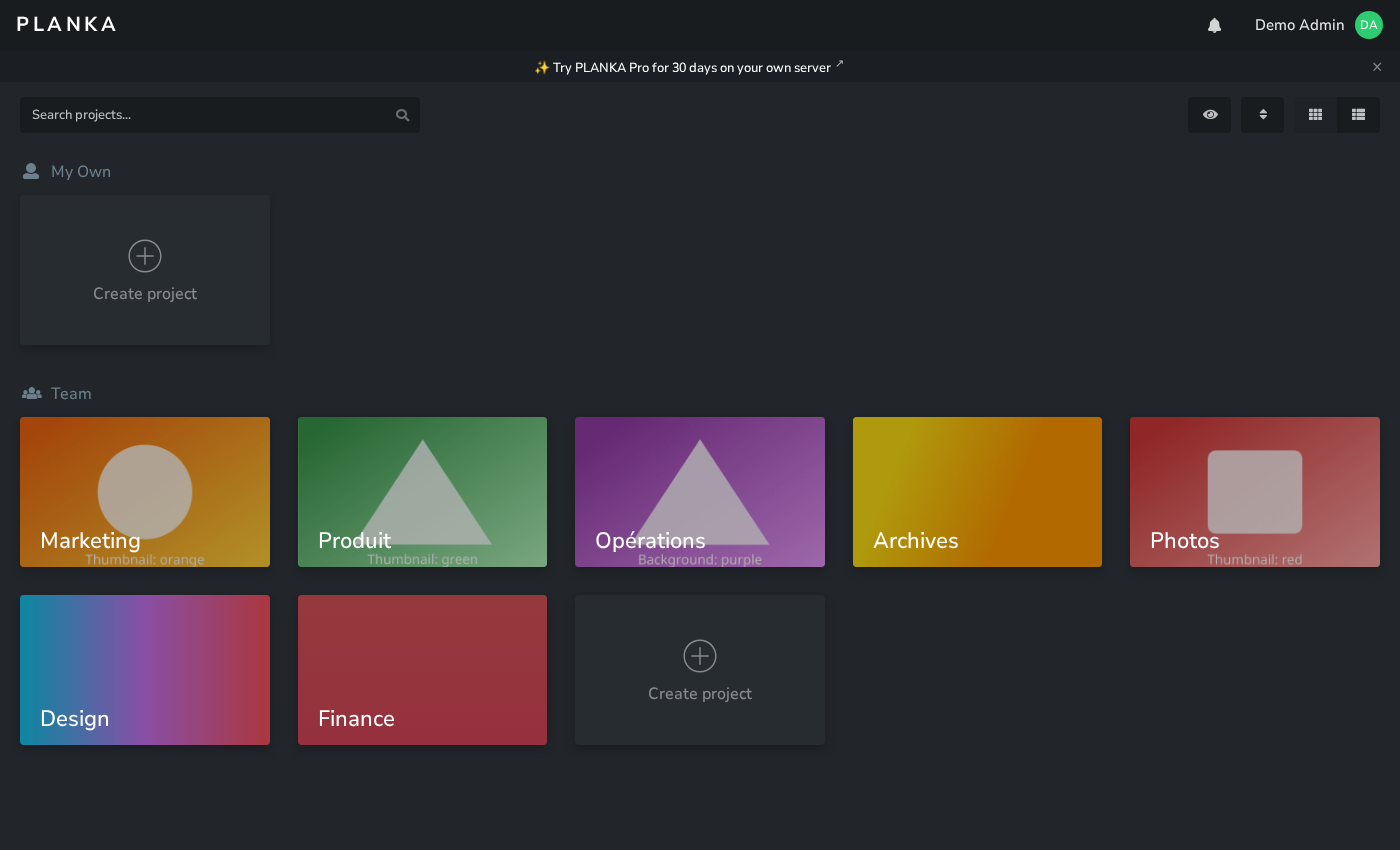 PLANKA
Demo Admin
DA
✨ Try PLANKA Pro for 30 days on your own server ↗
×
Search projects...
My Own
Create project
Team
Marketing
Thumbnail: orange
Produit
Thumbnail: green
Opérations
Background: purple
Archives
Photos
Thumbnail: red
Design
Finance
Create project